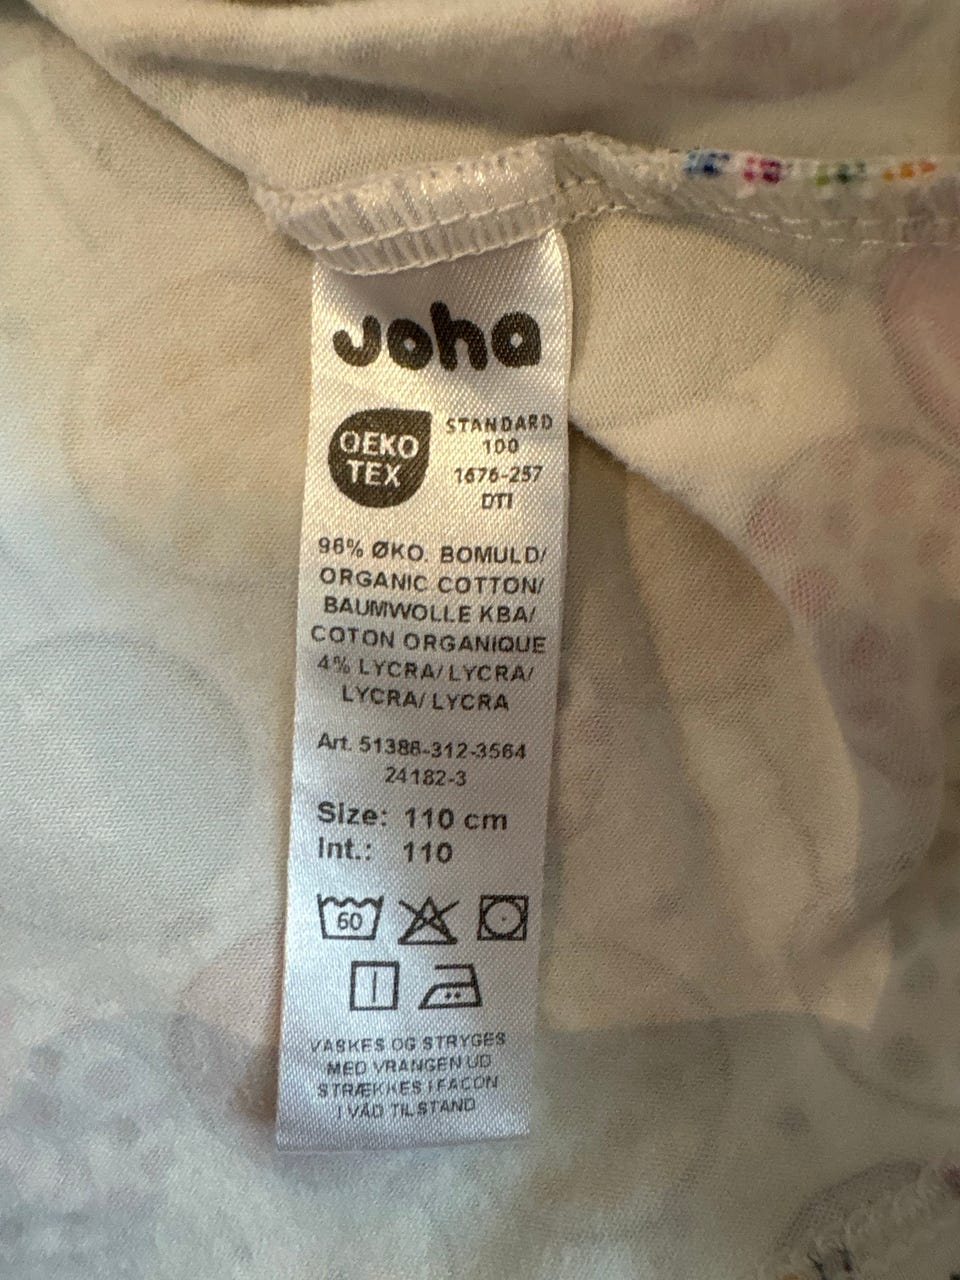 Joha
OEKO
TEX
STANDARD
100
1676-257
DTI
96% ØKO. BOMULD/
ORGANIC COTTON/
BAUMWOLLE KBA/
COTON ORGANIQUE
4% LYCRA/ LYCRA/
LYCRA/ LYCRA
Art. 51388-312-3564
24182-3
Size: 110 cm
Int.: 110
60
VASKES OG STRYGES
MED VRANGEN UD
STRÆKKES I FACON
I VÅD TILSTAND